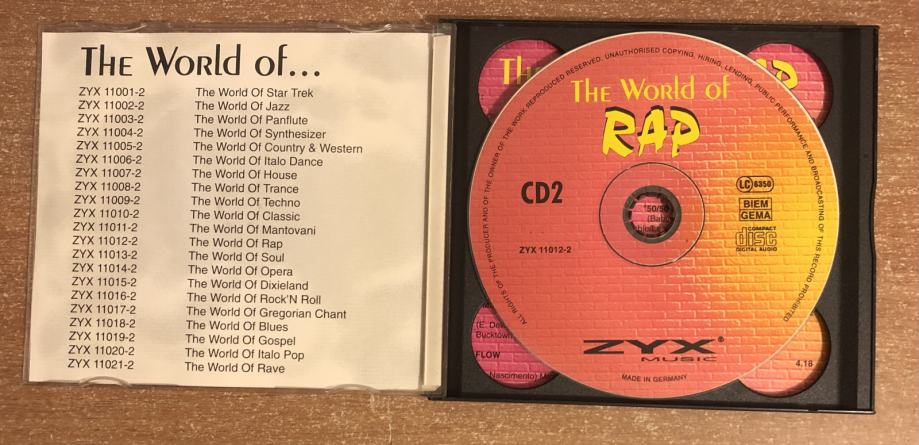 The World of...
ZYX 11001-2 The World Of Star Trek
ZYX 11002-2 The World Of Jazz
ZYX 11003-2 The World Of Panflute
ZYX 11004-2 The World Of Synthesizer
ZYX 11005-2 The World Of Country & Western
ZYX 11006-2 The World Of Italo Dance
ZYX 11007-2 The World Of House
ZYX 11008-2 The World Of Trance
ZYX 11009-2 The World Of Techno
ZYX 11010-2 The World Of Classic
ZYX 11011-2 The World Of Mantovani
ZYX 11012-2 The World Of Rap
ZYX 11013-2 The World Of Soul
ZYX 11014-2 The World Of Opera
ZYX 11015-2 The World Of Dixieland
ZYX 11016-2 The World Of Rock'N Roll
ZYX 11017-2 The World Of Gregorian Chant
ZYX 11018-2 The World Of Blues
ZYX 11019-2 The World Of Gospel
ZYX 11020-2 The World Of Italo Pop
ZYX 11021-2 The World Of Rave
ALL RIGHTS OF THE PRODUCER AND OF THE OWNER OF THE WORK REPRODUCED RESERVED. UNAUTHORISED COPYING, HIRING, LENDING, PUBLIC PERFORMANCE AND BROADCASTING OF THIS RECORD PROHIBITED
The World of
RAP
CD2
LC 6350
BIEM
GEMA
COMPACT
disc
DIGITAL AUDIO
ZYX 11012-2
ZYX® 
MUSIC
MADE IN GERMANY
Th
50/50
(E. De
Bucktown
FLOW
Nascimento)
4.16